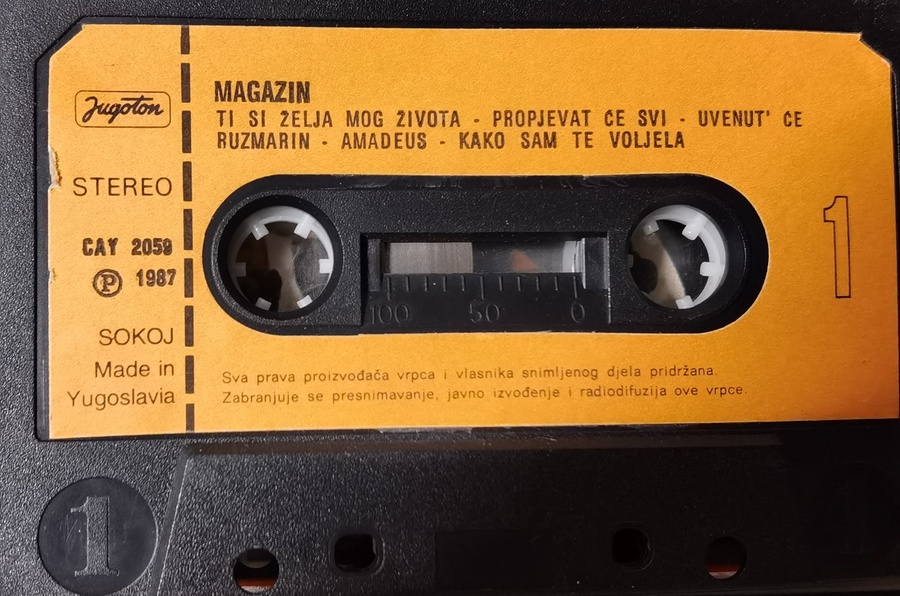 Jugoton
STEREO
CAY 2059
Ⓟ 1987
SOKOJ
Made in
Yugoslavia
MAGAZIN
TI SI ŽELJA MOG ŽIVOTA - PROPJEVAT ĆE SVI - UVENUT' ĆE
RUZMARIN - AMADEUS - KAKO SAM TE VOLJELA
1
100 50 0
Sva prava proizvođača vrpca i vlasnika snimljenog djela pridržana.
Zabranjuje se presnimavanje, javno izvođenje i radiodifuzija ove vrpce.
1